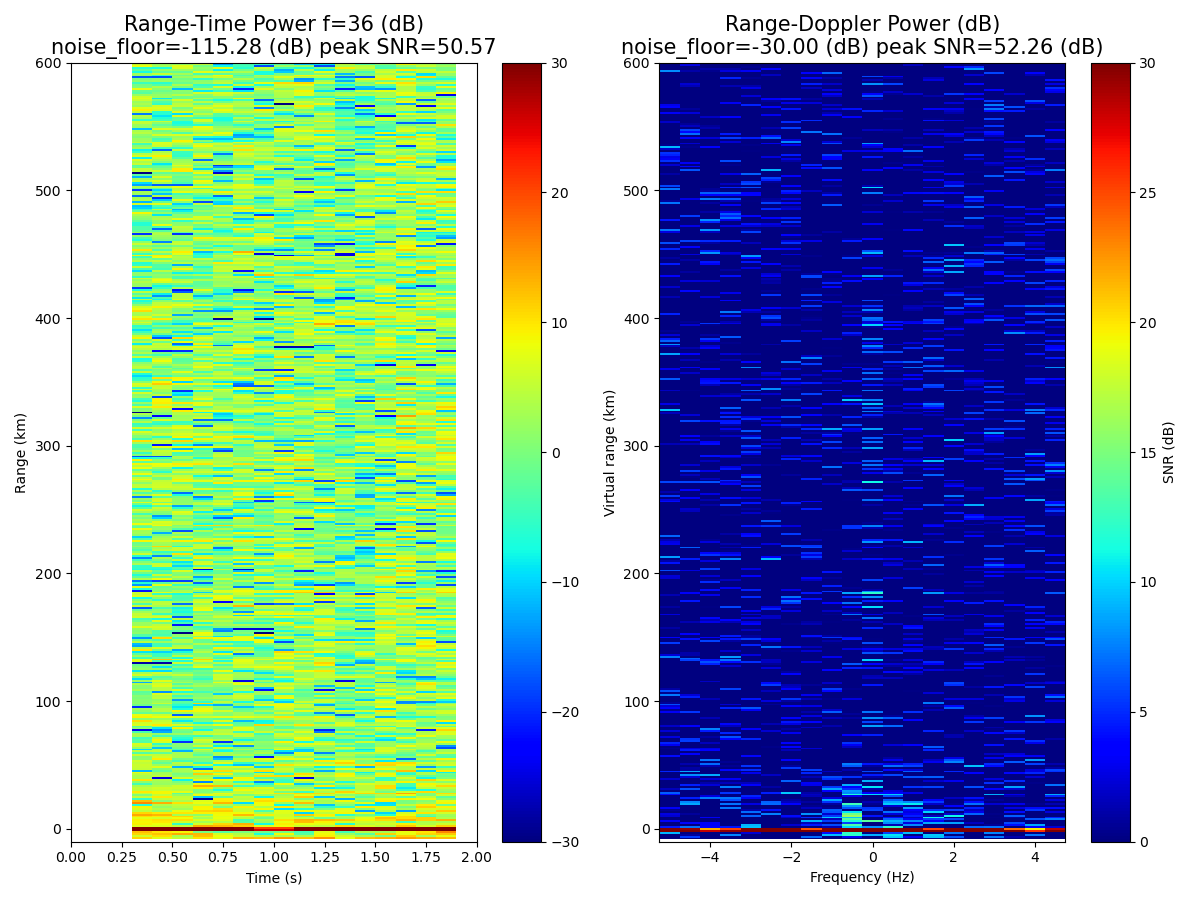 Range-Time Power f=36 (dB)
noise_floor=-115.28 (dB) peak SNR=50.57
600
500
400
300
200
100
0
Range (km)
0.00 0.25 0.50 0.75 1.00 1.25 1.50 1.75 2.00
Time (s)
30
20
10
0
−10
−20
−30
Range-Doppler Power (dB)
noise_floor=-30.00 (dB) peak SNR=52.26 (dB)
600
500
400
300
200
100
0
Virtual range (km)
−4 −2 0 2 4
Frequency (Hz)
30
25
20
15
10
5
0
SNR (dB)